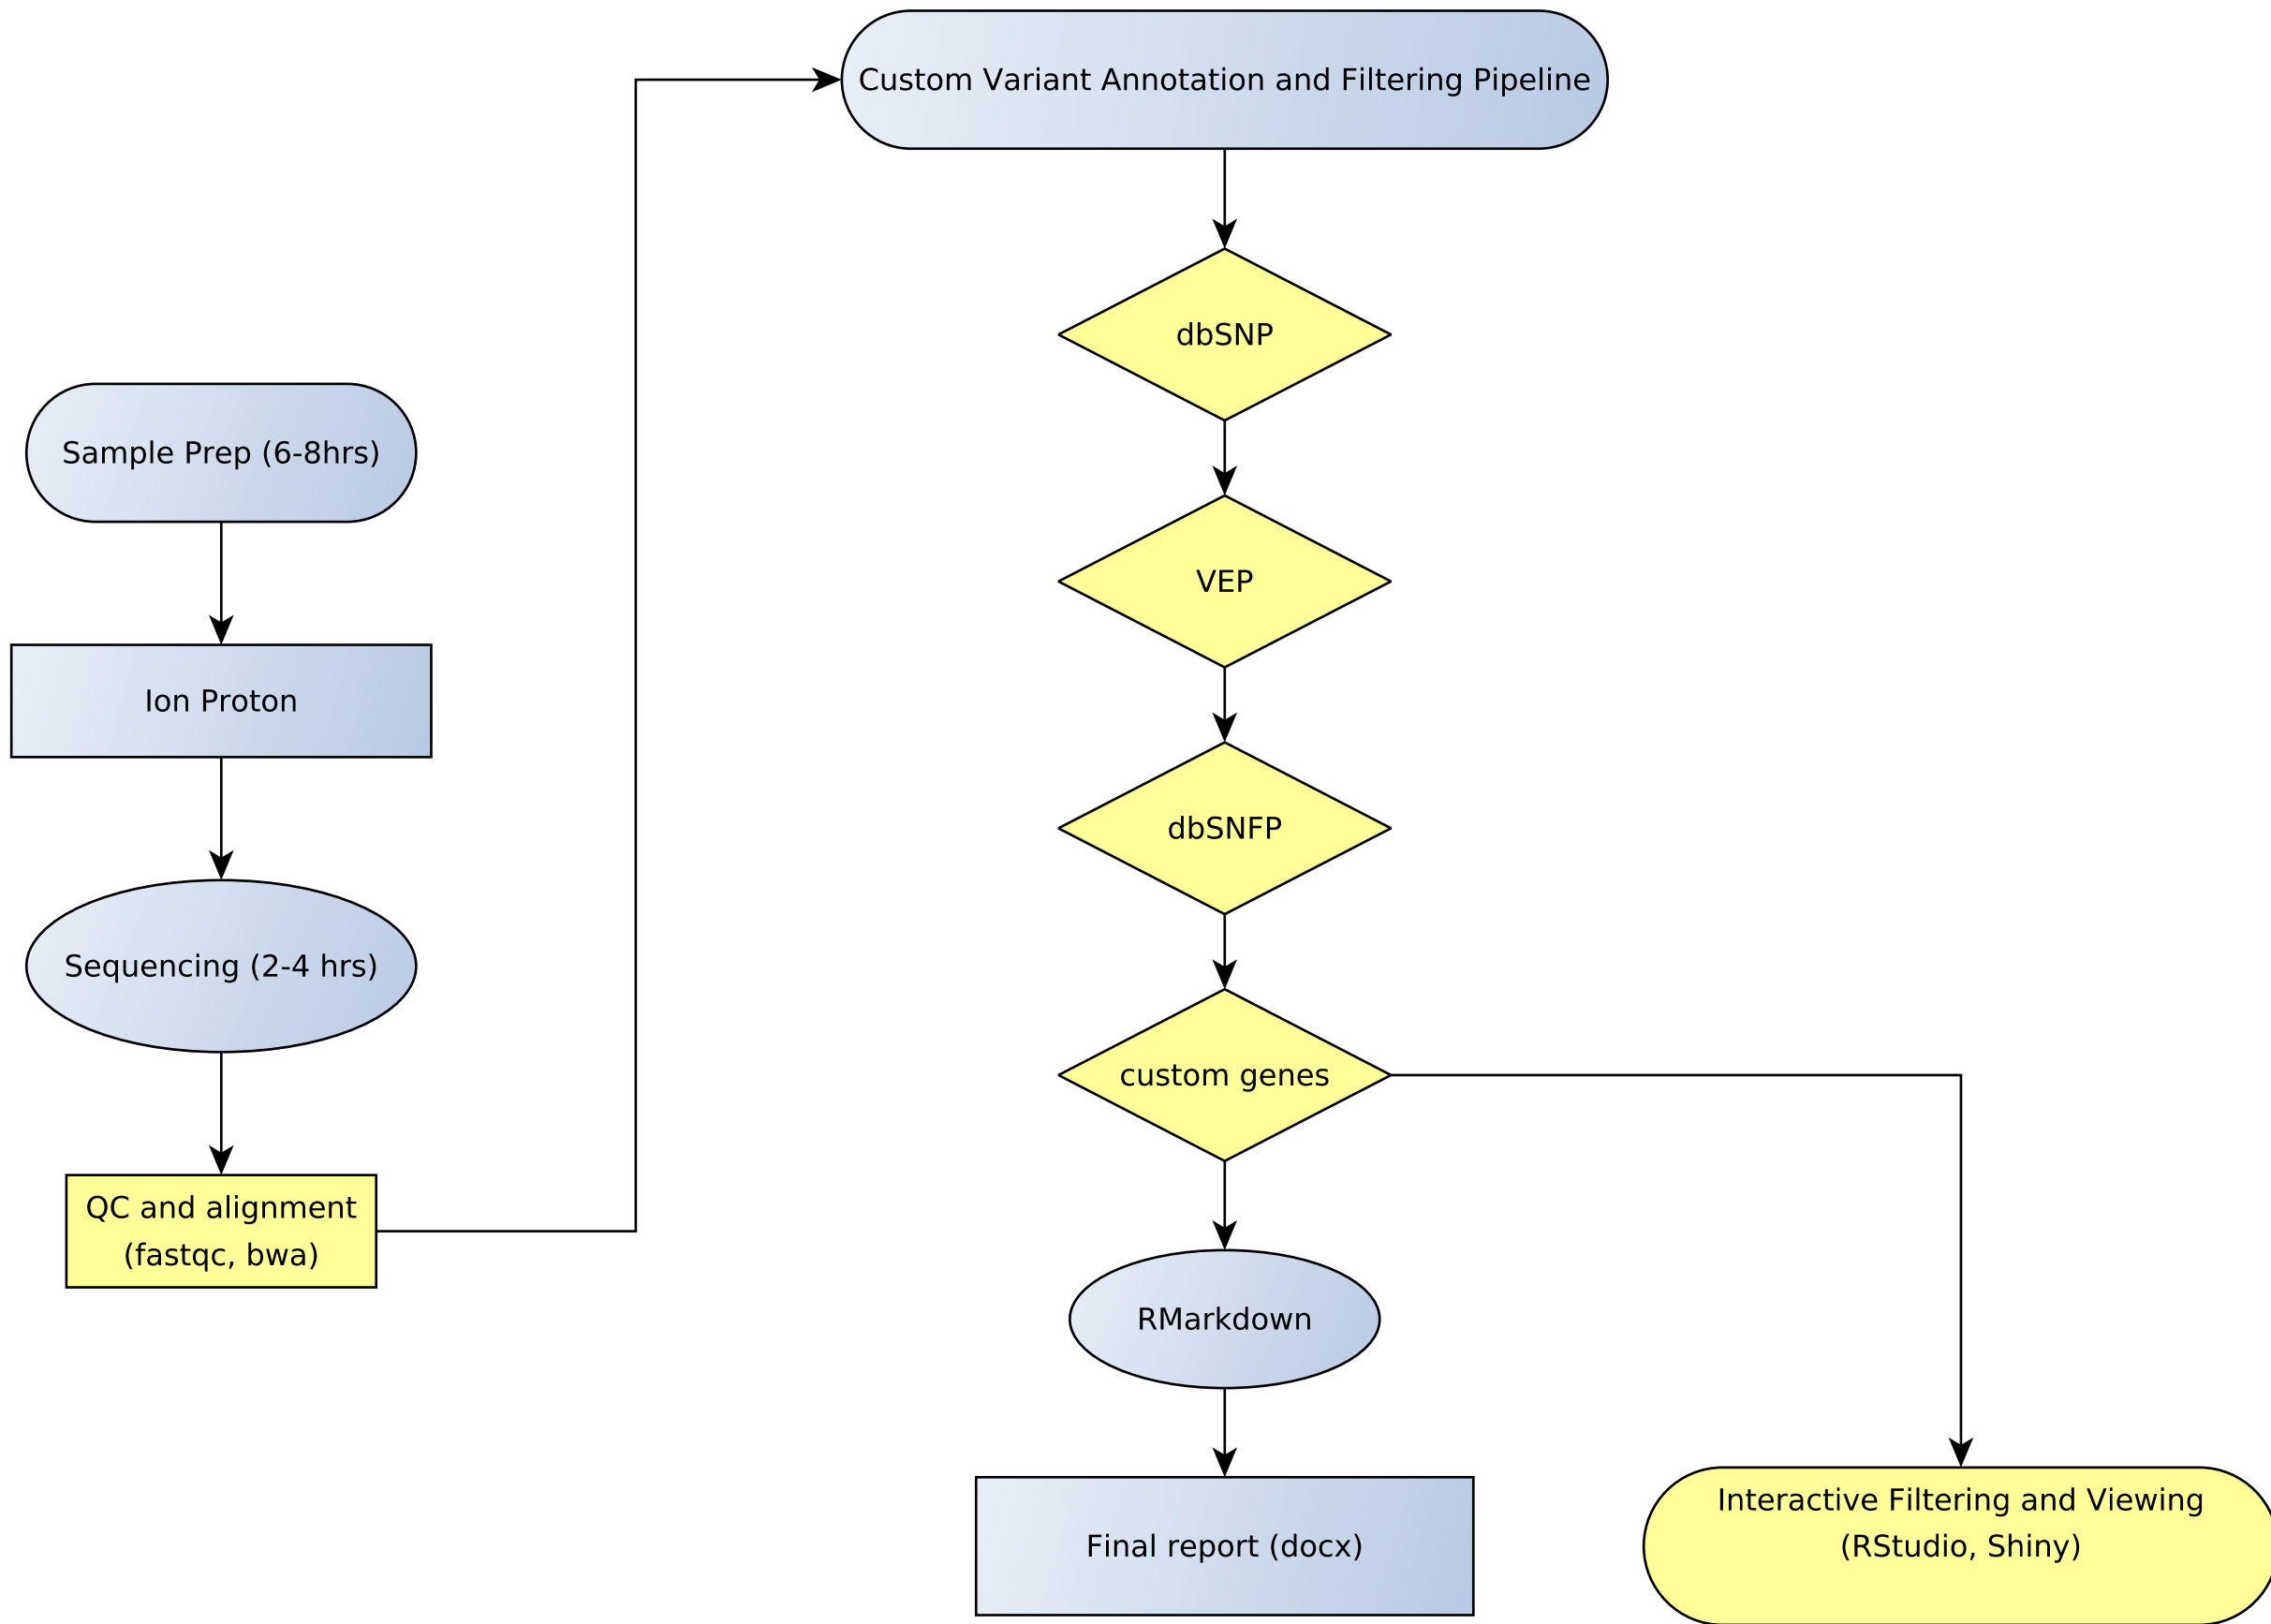 Custom Variant Annotation and Filtering Pipeline
dbSNP
Sample Prep (6-8hrs)
VEP
Ion Proton
dbSNFP
Sequencing (2-4 hrs)
custom genes
QC and alignment
(fastqc, bwa)
RMarkdown
Interactive Filtering and Viewing
(RStudio, Shiny)
Final report (docx)